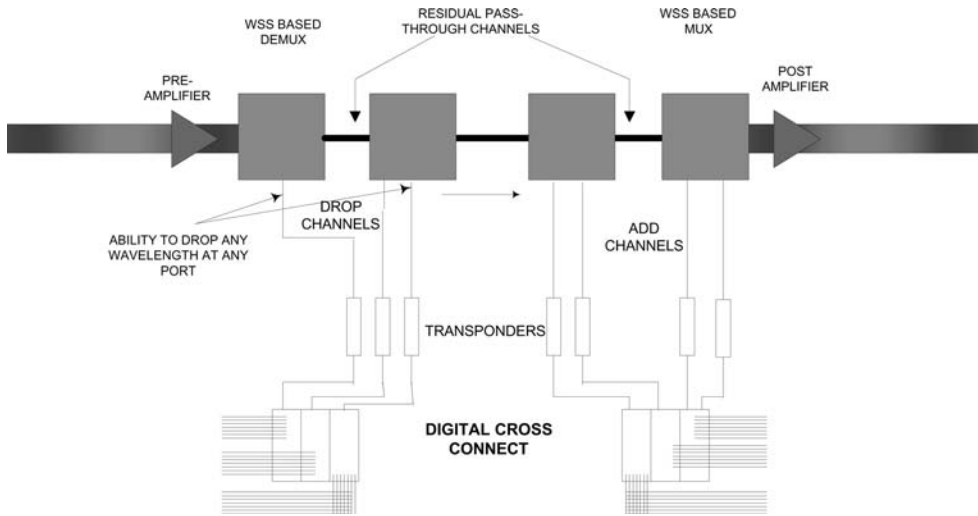 WSS BASED
DEMUX
RESIDUAL PASS-
THROUGH CHANNELS
WSS BASED
MUX
PRE-
AMPLIFIER
POST
AMPLIFIER
DROP
CHANNELS
ABILITY TO DROP ANY
WAVELENGTH AT ANY
PORT
ADD
CHANNELS
TRANSPONDERS
DIGITAL CROSS
CONNECT